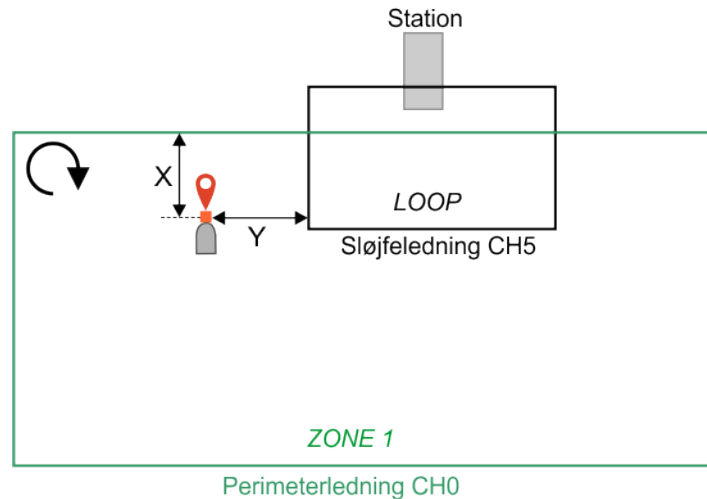 Station
X
LOOP
Y
Sløjfeledning CH5
ZONE 1
Perimeterledning CH0